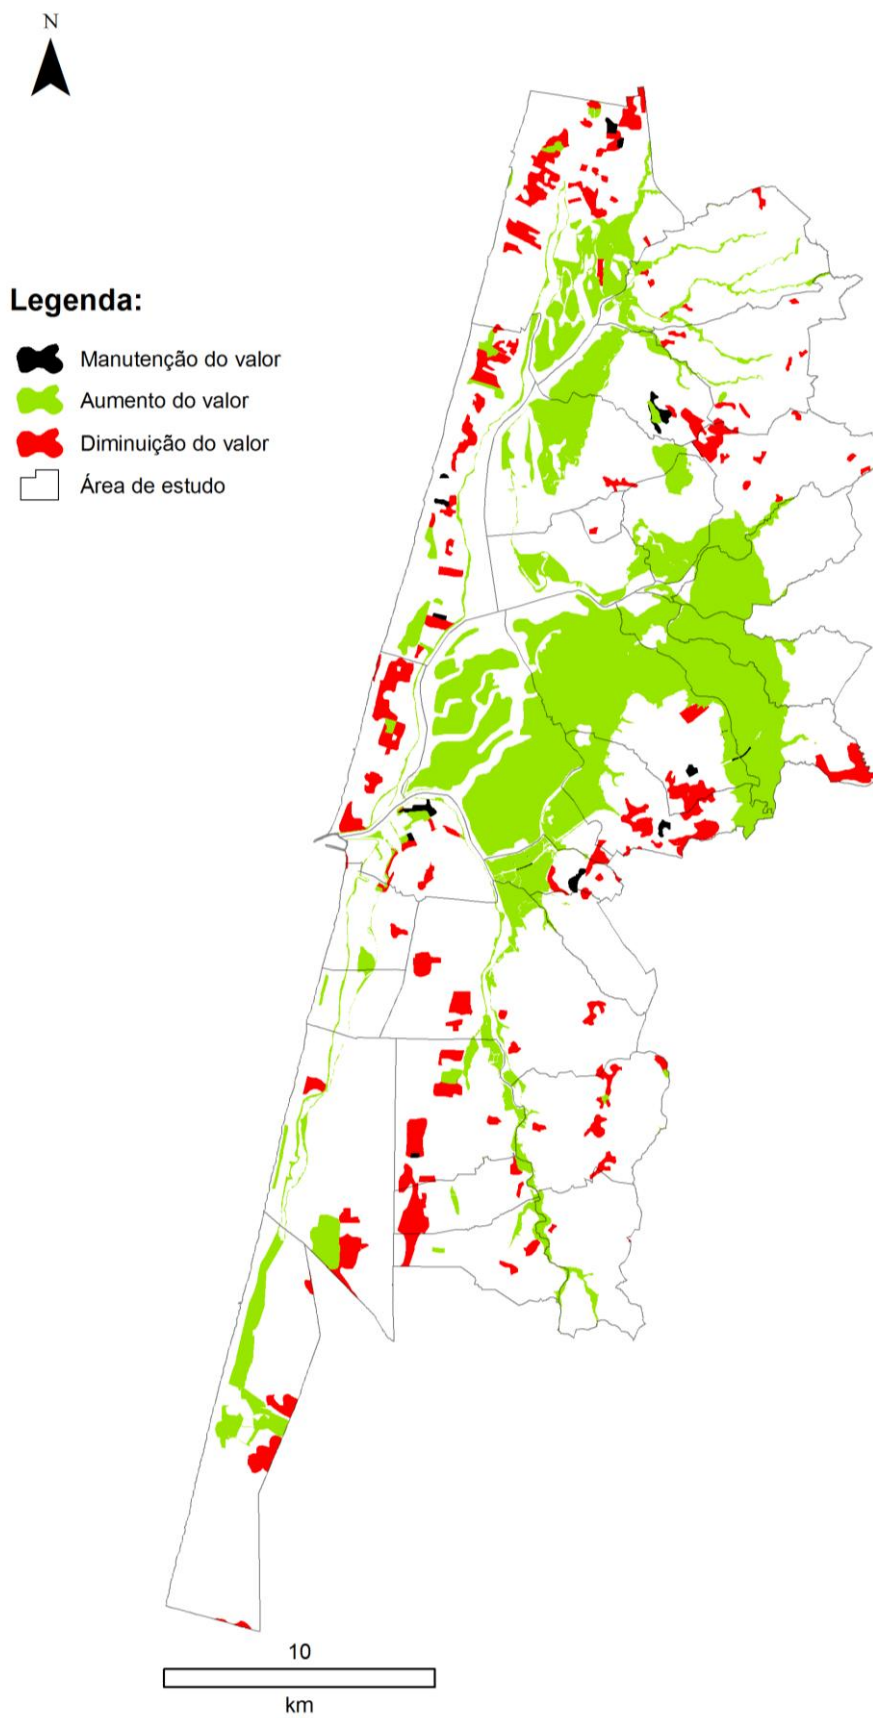 N
Legenda:
Manutenção do valor
Aumento do valor
Diminuição do valor
Área de estudo
10
km